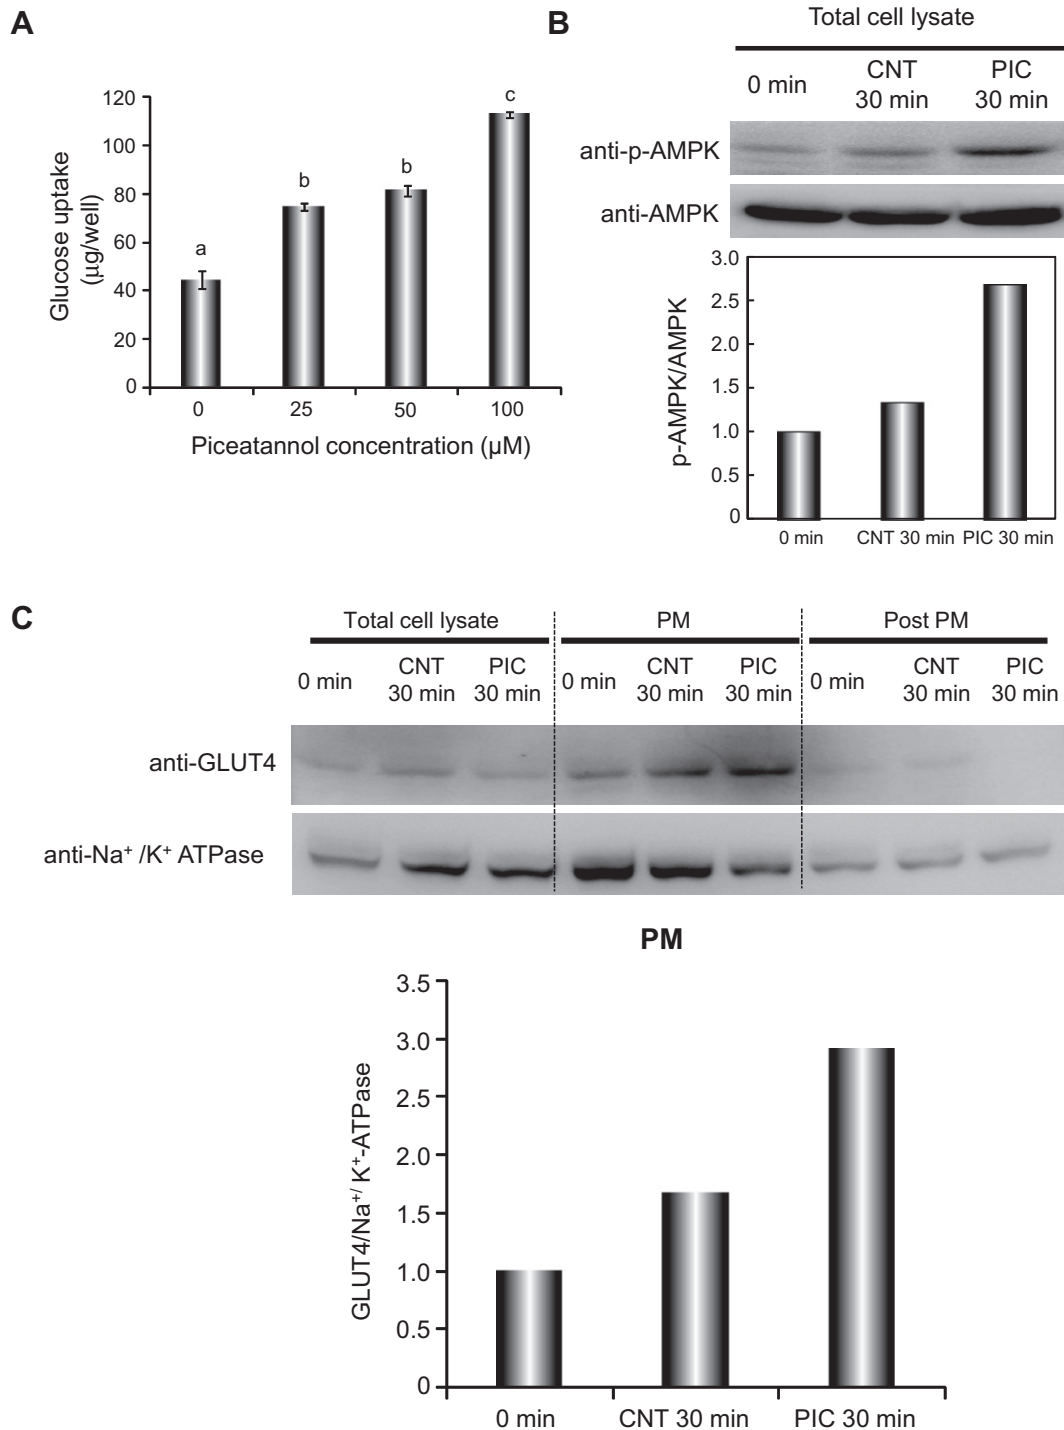 A
120
100
80
60
40
20
0
Glucose uptake
(µg/well)
a
b
b
c
0 25 50 100
Piceatannol concentration (µM)
B
Total cell lysate
0 min
CNT
30 min
PIC
30 min
anti-p-AMPK
anti-AMPK
3.0
2.5
2.0
1.5
1.0
0.5
0
p-AMPK/AMPK
0 min CNT 30 min PIC 30 min
C
Total cell lysate PM Post PM
0 min
CNT
30 min
PIC
30 min
0 min
CNT
30 min
PIC
30 min
0 min
CNT
30 min
PIC
30 min
anti-GLUT4
anti-Na⁺ /K⁺ ATPase
PM
3.5
3.0
2.5
2.0
1.5
1.0
0.5
0
GLUT4/Na⁺/ K⁺-ATPase
0 min CNT 30 min PIC 30 min